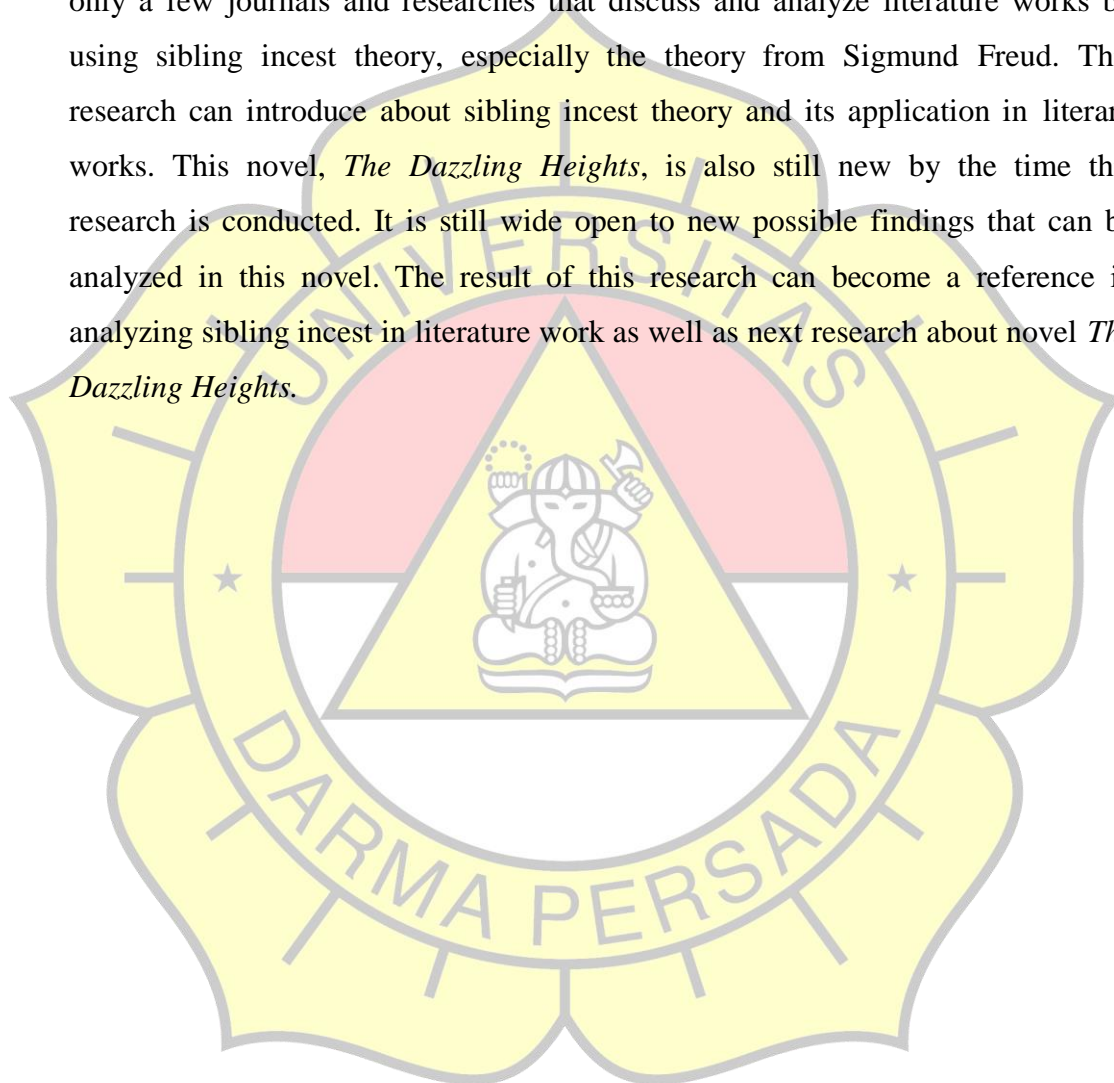 only a few journals and researches that discuss and analyze literature works b
using sibling incest theory, especially the theory from Sigmund Freud. Th
research can introduce about sibling incest theory and its application in literar
works. This novel, The Dazzling Heights, is also still new by the time th
research is conducted. It is still wide open to new possible findings that can b
analyzed in this novel. The result of this research can become a reference i
analyzing sibling incest in literature work as well as next research about novel Th
Dazzling Heights.
UNIVERSITAS
DARMA PERSADA